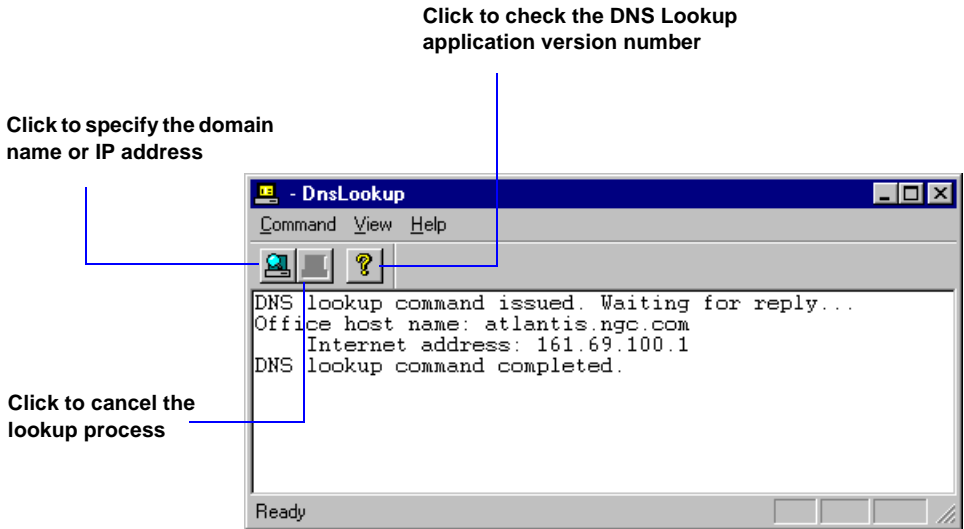 Click to check the DNS Lookup
application version number
Click to specify the domain
name or IP address
- DnsLookup
Command View Help
DNS lookup command issued. Waiting for reply...
Office host name: atlantis.ngc.com
Internet address: 161.69.100.1
DNS lookup command completed.
Click to cancel the
lookup process
Ready